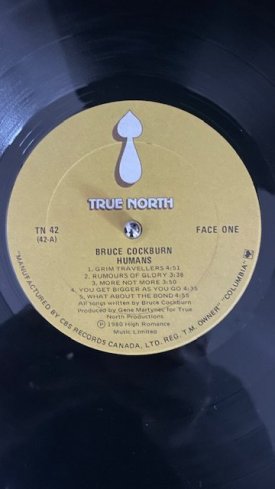 TRUE NORTH
TN 42 FACE ONE
(42-A)
BRUCE COCKBURN
HUMANS
1. GRIM TRAVELLERS 4:51
2. RUMOURS OF GLORY 3:38
3. MORE NOT MORE 3:50
4. YOU GET BIGGER AS YOU GO 4:35
5. WHAT ABOUT THE BOND 4:55
All songs written by Bruce Cockburn
Produced by Gene Martynec for True
North Productions.
℗ 1980 High Romance
Music Limited
"MANUFACTURED BY CBS RECORDS CANADA, LTD. REG. T.M. OWNER" "COLUMBIA"